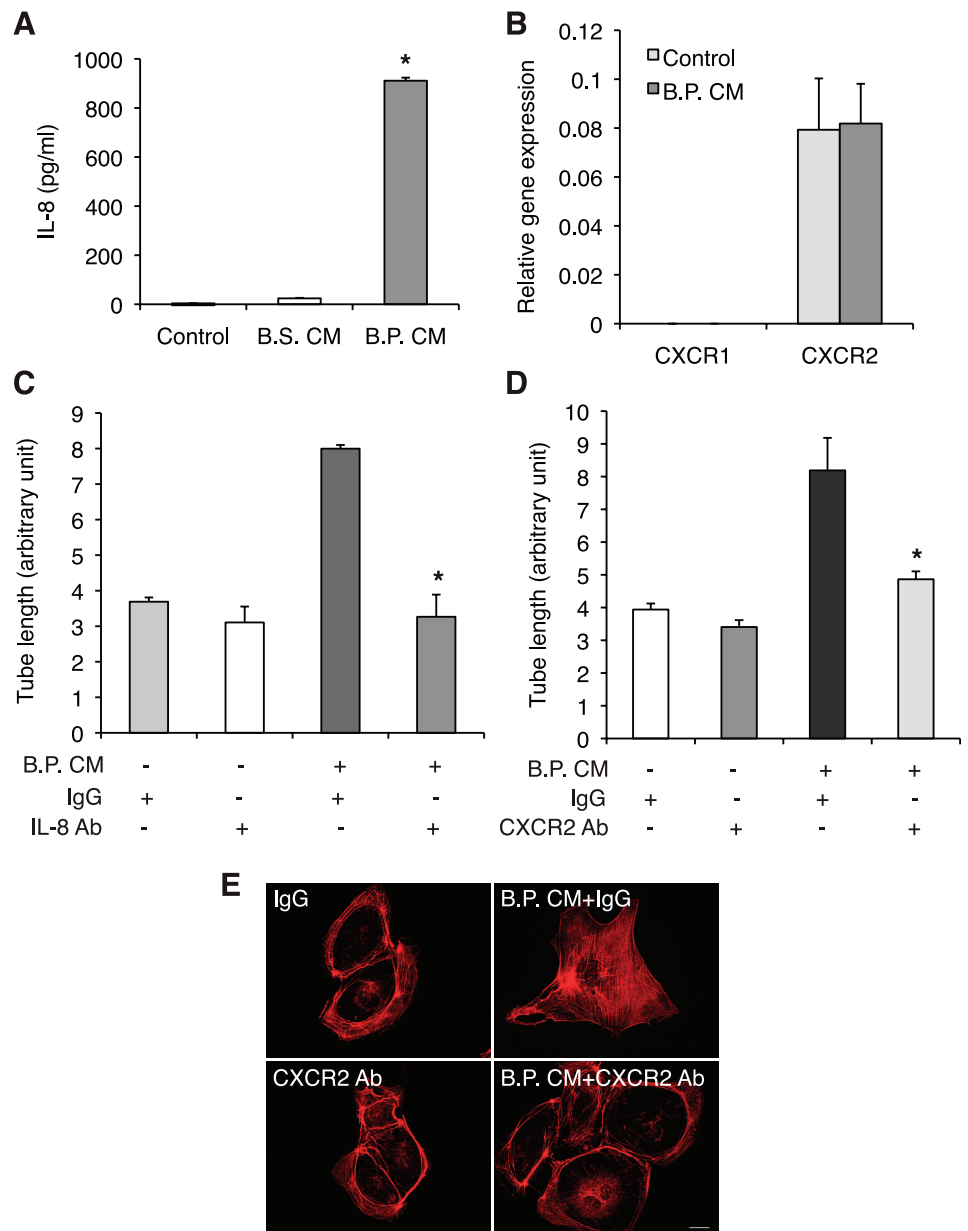 A
IL-8 (pg/ml)
1000
800
600
400
200
0
*
Control
B.S. CM
B.P. CM
B
Relative gene expression
0.12
0.1
0.08
0.06
0.04
0.02
0
Control
B.P. CM
CXCR1
CXCR2
C
Tube length (arbitrary unit)
9
8
7
6
5
4
3
2
1
0
*
B.P. CM - - + +
IgG + - + -
IL-8 Ab - + - +
D
Tube length (arbitrary unit)
10
9
8
7
6
5
4
3
2
1
0
*
B.P. CM - - + +
IgG + - + -
CXCR2 Ab - + - +
E
IgG
B.P. CM+IgG
CXCR2 Ab
B.P. CM+CXCR2 Ab